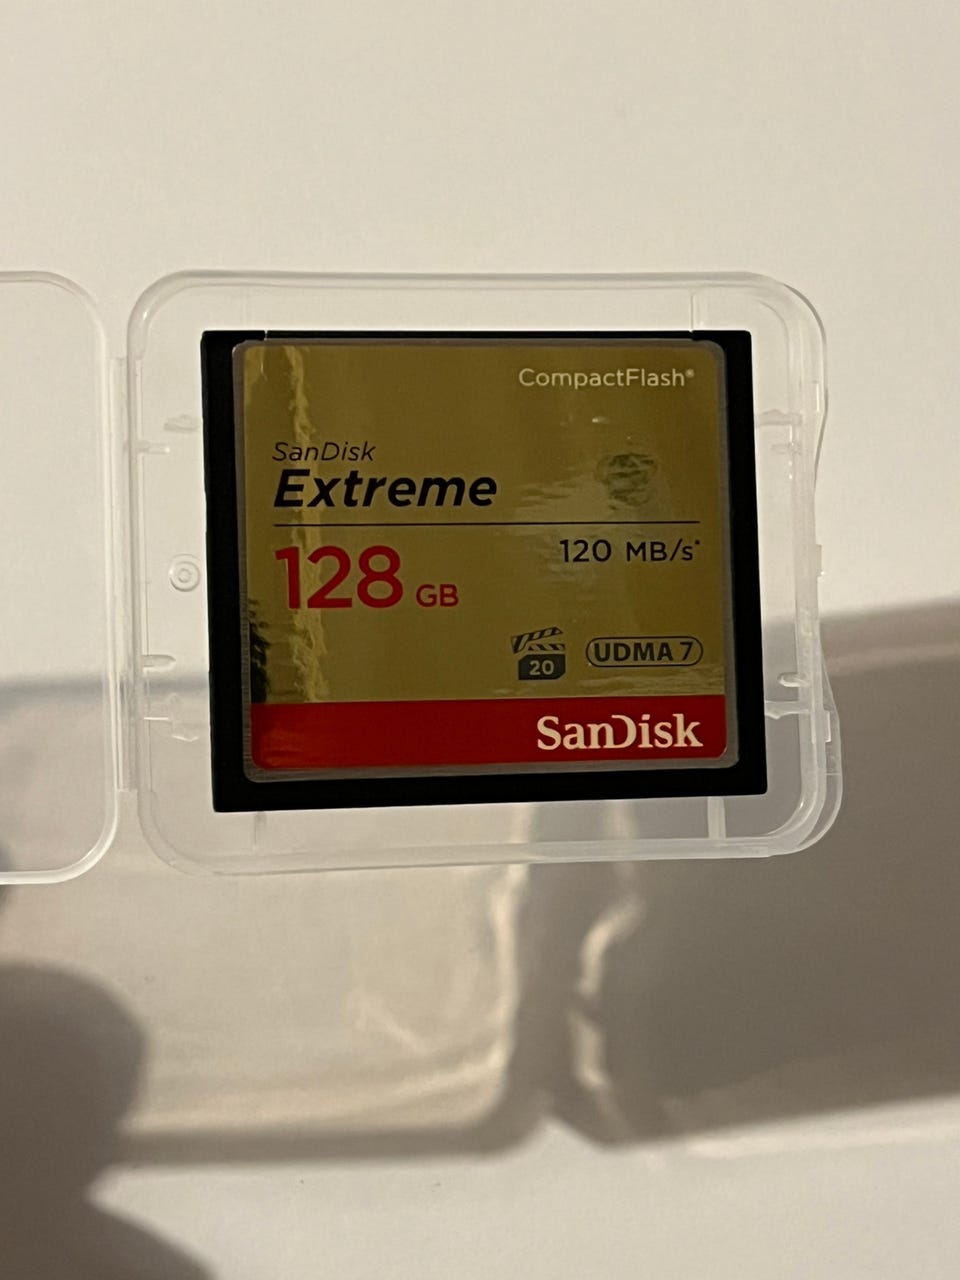 CompactFlash®
SanDisk
Extreme
128 GB
120 MB/s*
20
UDMA 7
SanDisk